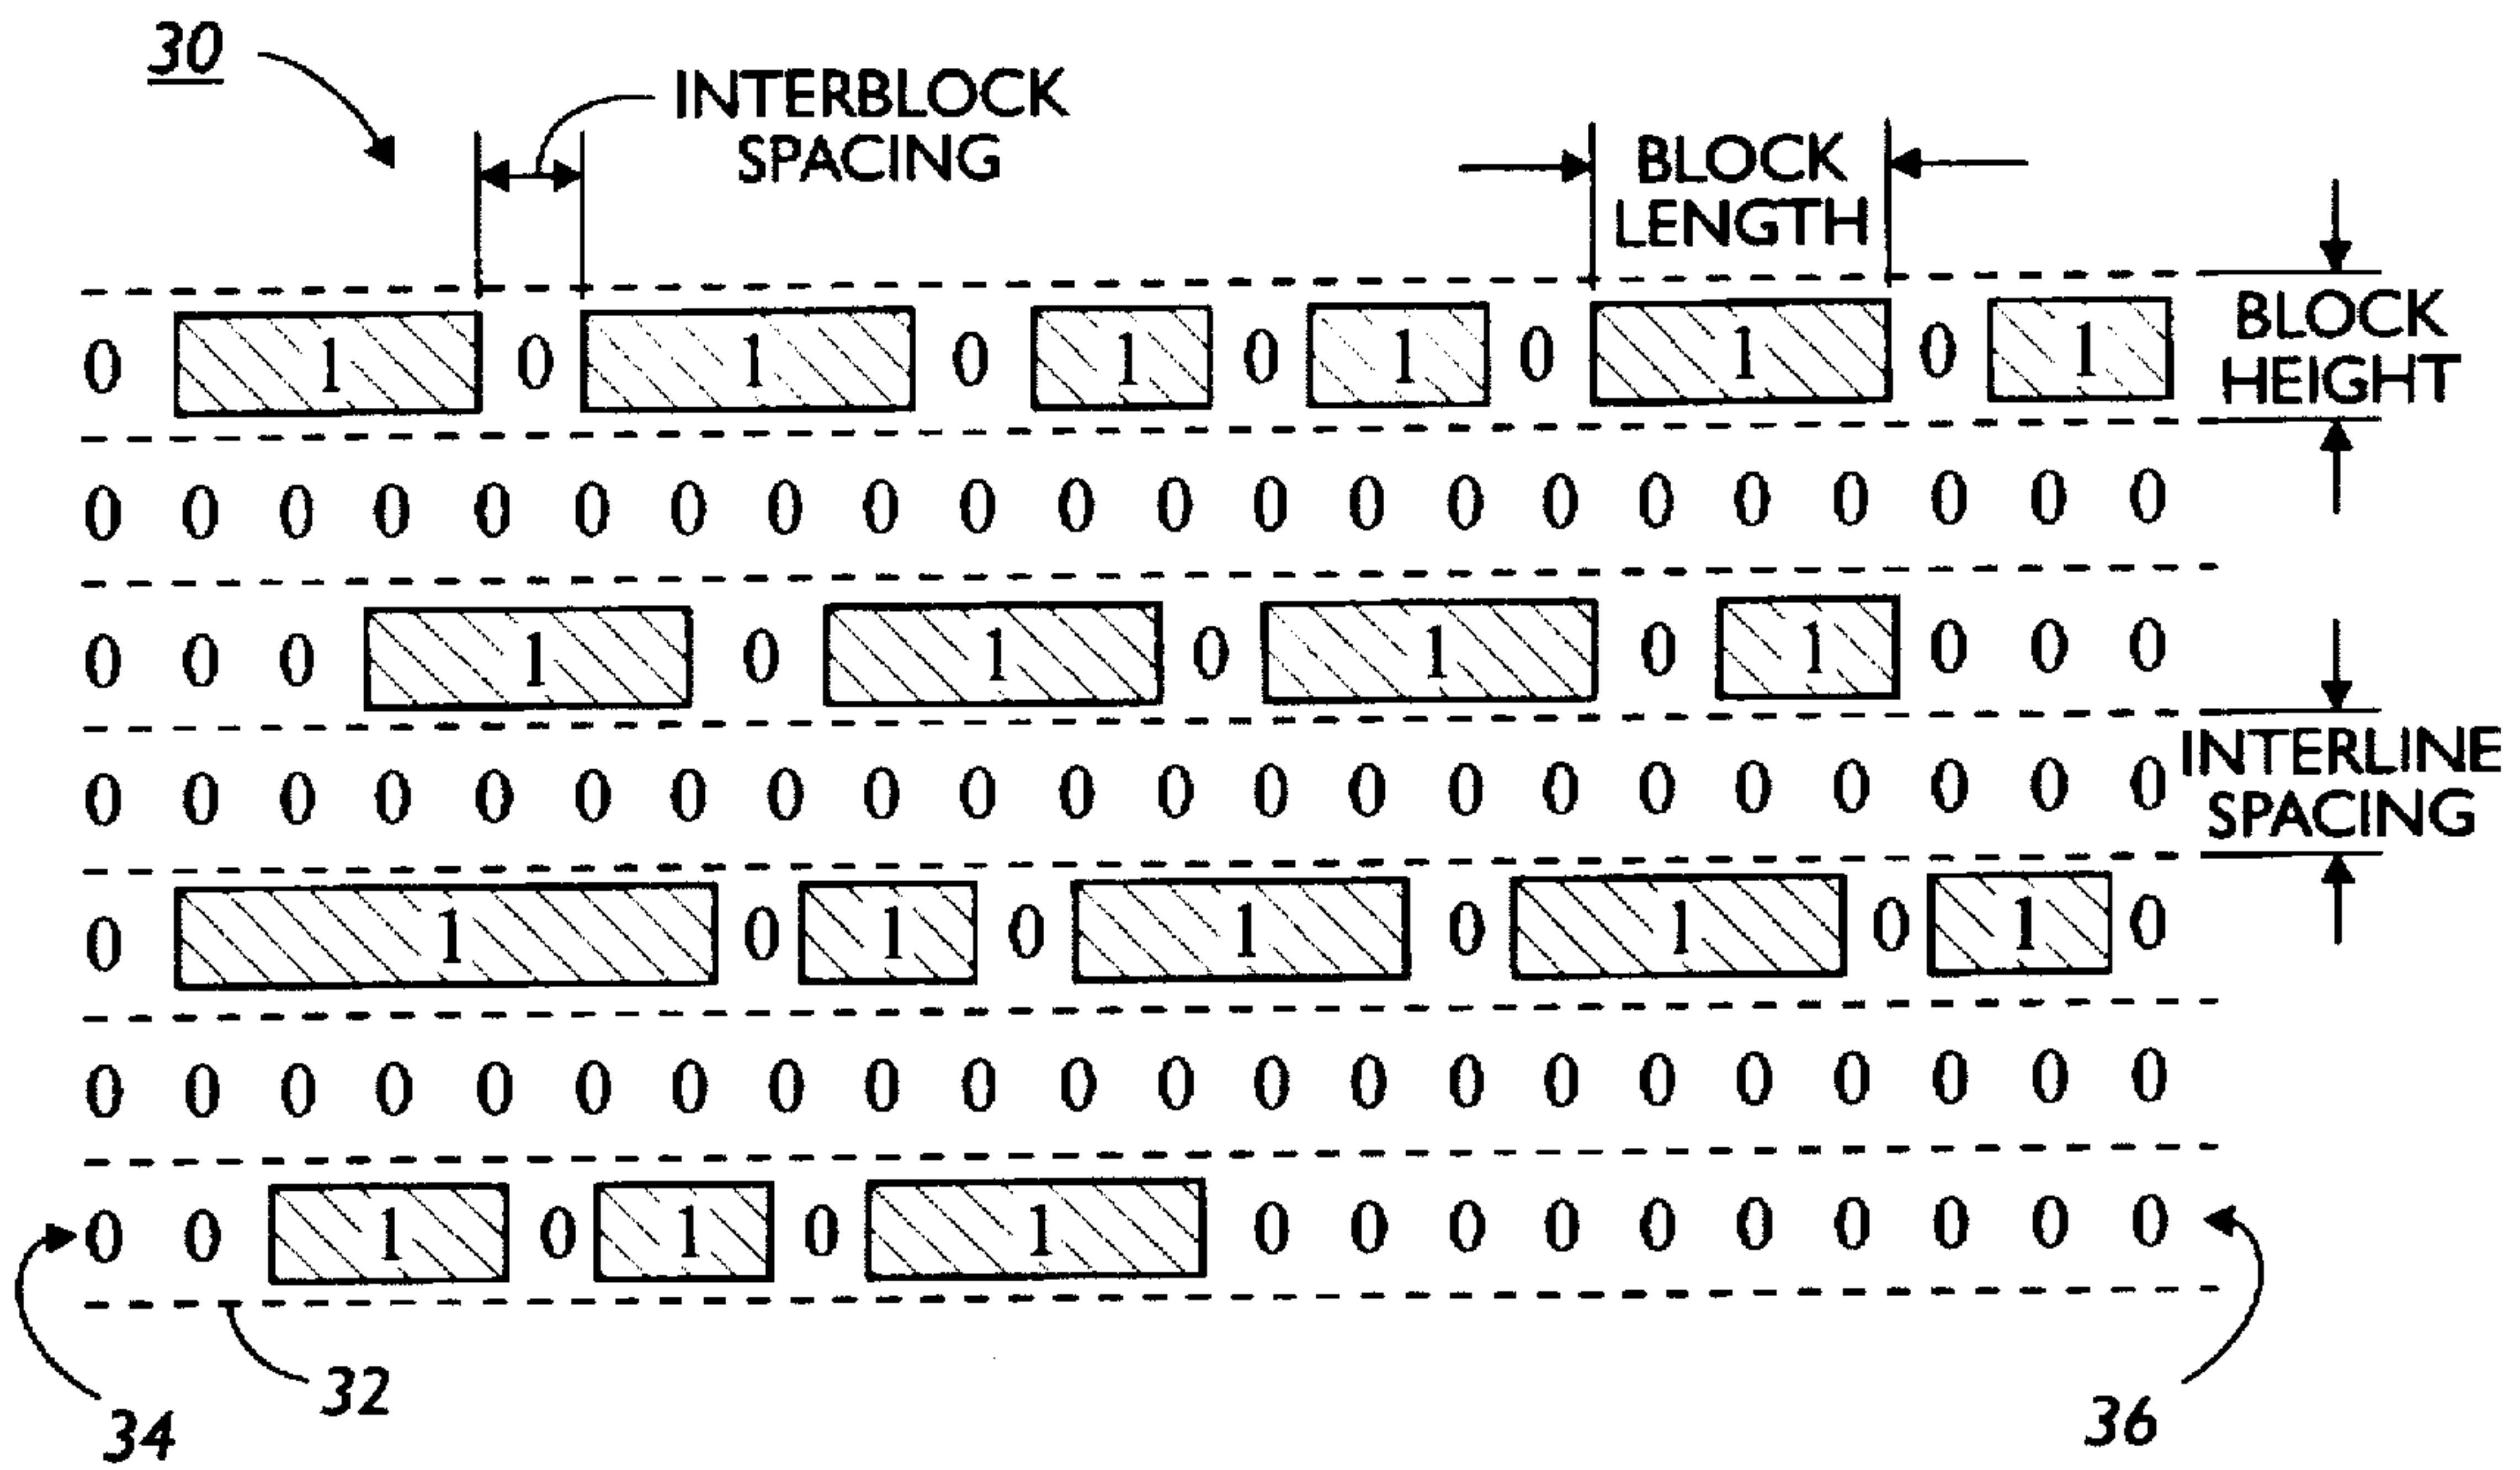 30
INTERBLOCK
SPACING
BLOCK
LENGTH
BLOCK
HEIGHT
0 1 0 1 0 1 0 1 0 1 0 1
0 0 0 0 0 0 0 0 0 0 0 0 0 0 0 0 0 0 0 0 0 0
0 0 0 1 0 1 0 1 0 1 0 0 0
INTERLINE
SPACING
0 0 0 0 0 0 0 0 0 0 0 0 0 0 0 0 0 0 0 0 0 0
0 1 0 1 0 1 0 1 0 1 0
0 0 0 0 0 0 0 0 0 0 0 0 0 0 0 0 0 0 0 0 0 0
0 0 1 0 1 0 1 0 0 0 0 0 0 0 0 0 0
32
34
36